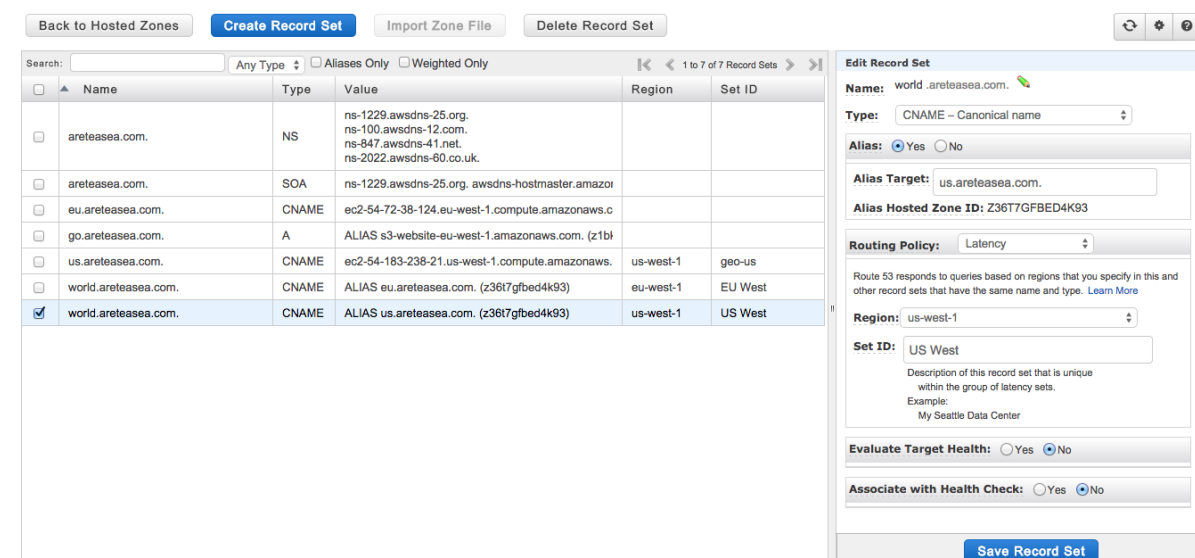 Back to Hosted Zones Create Record Set Import Zone File Delete Record Set
Search: Any Type Aliases Only Weighted Only 1 to 7 of 7 Record Sets
Name Type Value Region Set ID
areteasea.com. NS ns-1229.awsdns-25.org.
ns-100.awsdns-12.com.
ns-847.awsdns-41.net.
ns-2022.awsdns-60.co.uk.
areteasea.com. SOA ns-1229.awsdns-25.org. awsdns-hostmaster.amazor
eu.areteasea.com. CNAME ec2-54-72-38-124.eu-west-1.compute.amazonaws.c
go.areteasea.com. A ALIAS s3-website-eu-west-1.amazonaws.com. (z1bk
us.areteasea.com. CNAME ec2-54-183-238-21.us-west-1.compute.amazonaws. us-west-1 geo-us
world.areteasea.com. CNAME ALIAS eu.areteasea.com. (z36t7gfbed4k93) eu-west-1 EU West
world.areteasea.com. CNAME ALIAS us.areteasea.com. (z36t7gfbed4k93) us-west-1 US West
Edit Record Set
Name: world .areteasea.com.
Type: CNAME – Canonical name
Alias: Yes No
Alias Target: us.areteasea.com.
Alias Hosted Zone ID: Z36T7GFBED4K93
Routing Policy: Latency
Route 53 responds to queries based on regions that you specify in this and
other record sets that have the same name and type. Learn More
Region: us-west-1
Set ID: US West
Description of this record set that is unique
within the group of latency sets.
Example:
My Seattle Data Center
Evaluate Target Health: Yes No
Associate with Health Check: Yes No
Save Record Set